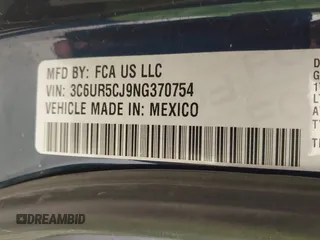 MFD BY: FCA US LLC
VIN: 3C6UR5CJ9NG370754
VEHICLE MADE IN: MEXICO
DREAMBID